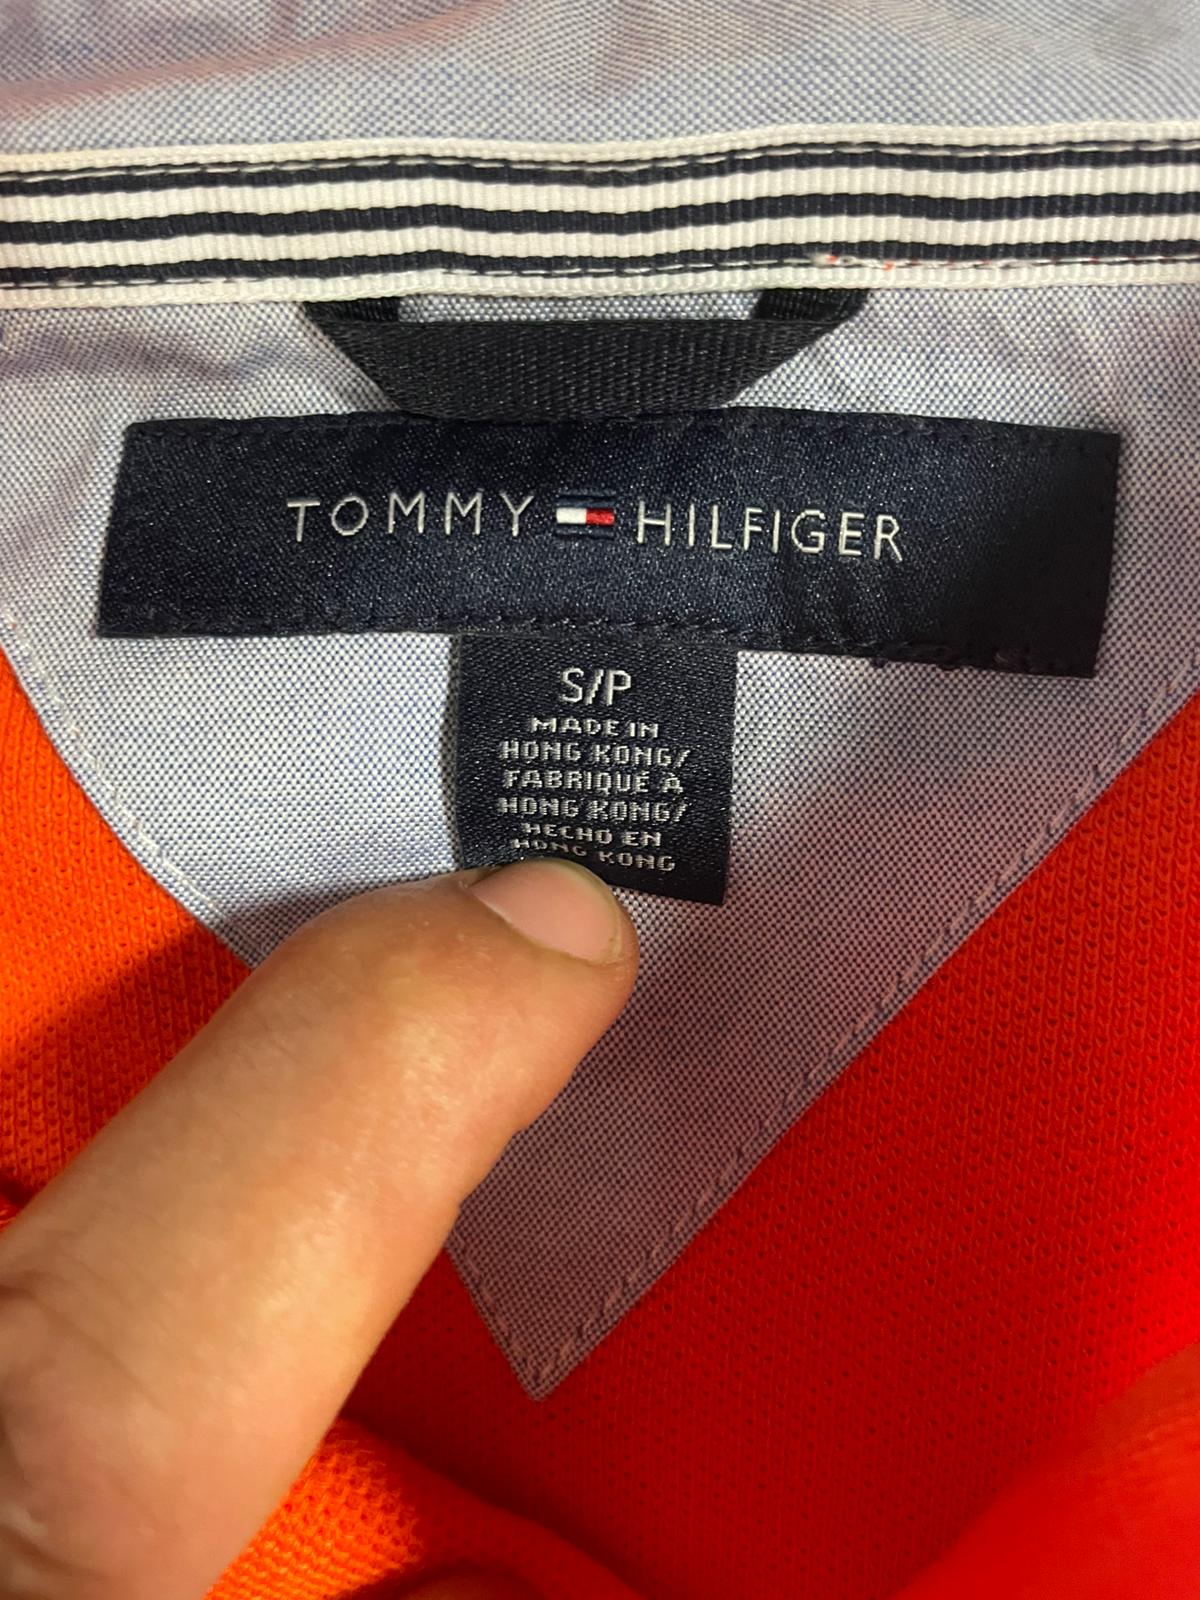 TOMMY HILFIGER
S/P
MADE IN
HONG KONG/
FABRIQUÉ À
HONG KONG/
HECHO EN
HONG KONG